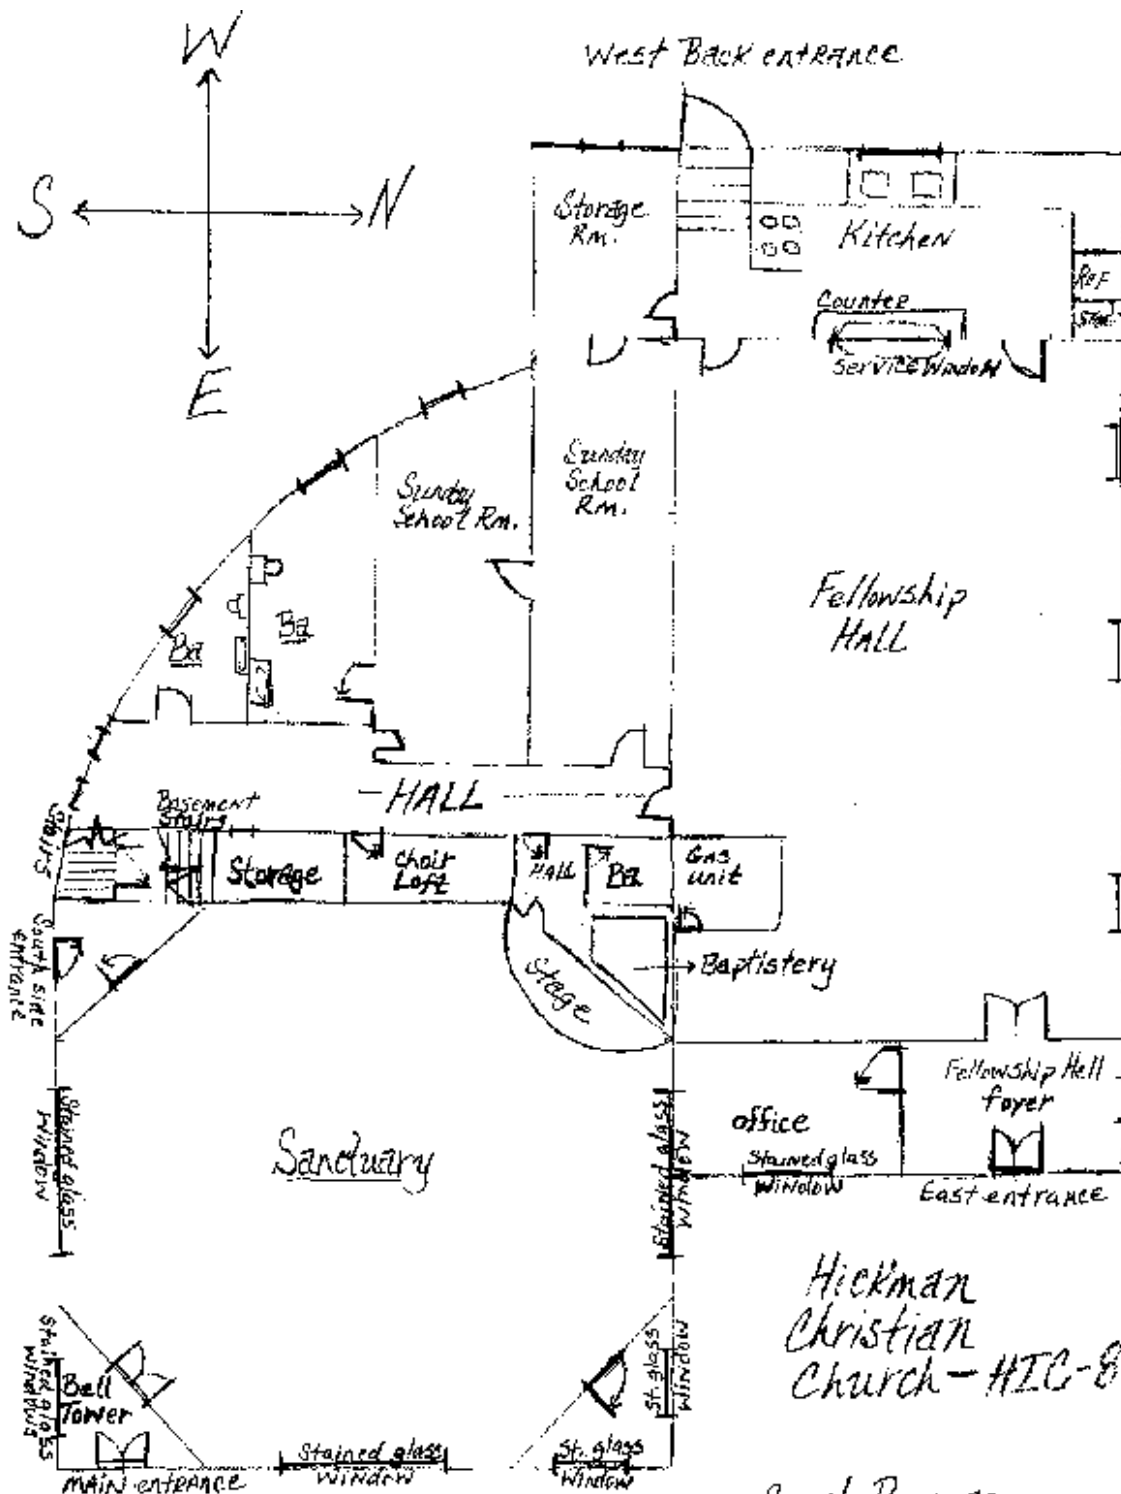 W
West Back entrance
S
N
E
Storage
Rm.
Kitchen
Ref
Counter
Service Window
Sunday
School Rm.
Sunday
School
Rm.
Fellowship
HALL
Ba
Ba
HALL
Stairs
Basement
Stairs
Storage
Choir
Loft
HALL
Ba
Gas
unit
South side
entrance
Stage
Baptistery
Fellowship Hall
foyer
office
Stained glass
Window
Stained glass
Window
Stained glass
Window
East entrance
Sanctuary
Hickman
Christian
Church - HIC-8
Stained glass
Window
Bell
Tower
St. glass
Window
MAIN entrance
Stained glass
Window
St. glass
Window